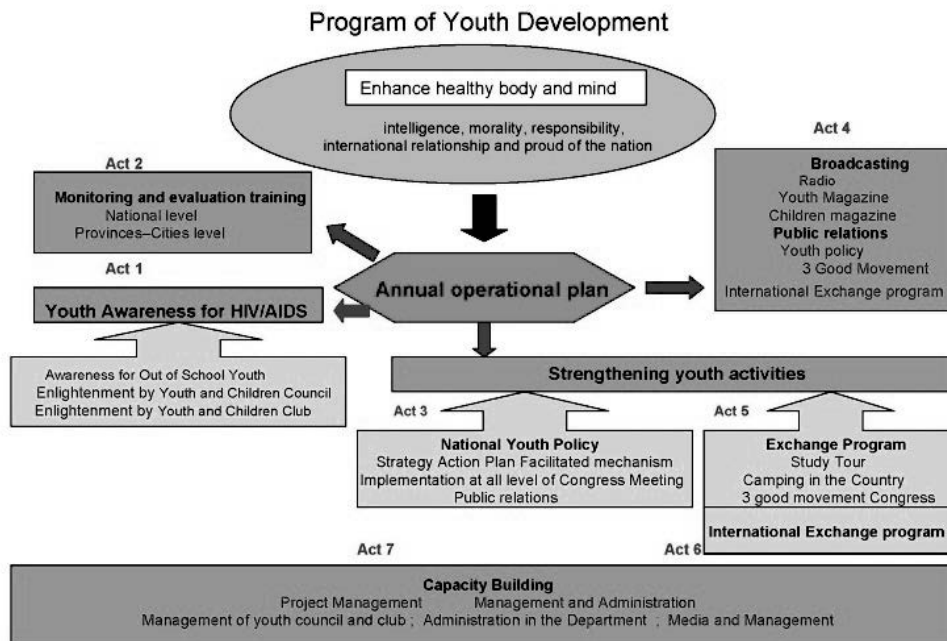 Program of Youth Development
Enhance healthy body and mind
intelligence, morality, responsibility,
international relationship and proud of the nation
Act 4
Broadcasting
Radio
Youth Magazine
Children magazine
Public relations
Youth policy
3 Good Movement
International Exchange program
Act 2
Monitoring and evaluation training
National level
Provinces–Cities level
Act 1
Youth Awareness for HIV/AIDS
Awareness for Out of School Youth
Enlightenment by Youth and Children Council
Enlightenment by Youth and Children Club
Annual operational plan
Strengthening youth activities
Act 3
National Youth Policy
Strategy Action Plan Facilitated mechanism
Implementation at all level of Congress Meeting
Public relations
Act 5
Exchange Program
Study Tour
Camping in the Country
3 good movement Congress
International Exchange program
Act 6
Act 7
Capacity Building
Project Management Management and Administration
Management of youth council and club ; Administration in the Department ; Media and Management